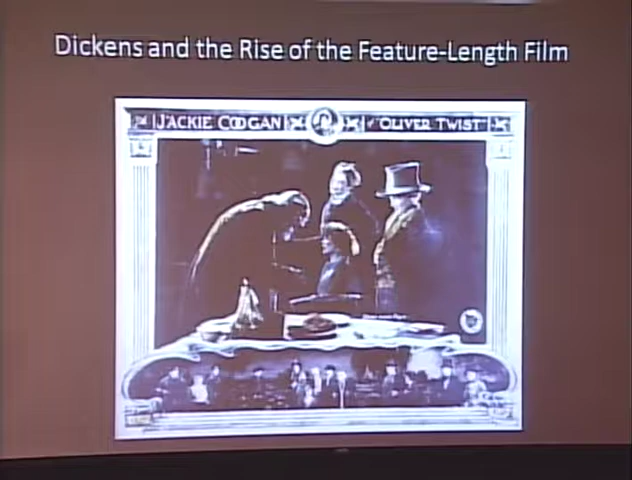 Dickens and the Rise of the Feature-Length Film
JACKIE COOGAN "OLIVER TWIST"